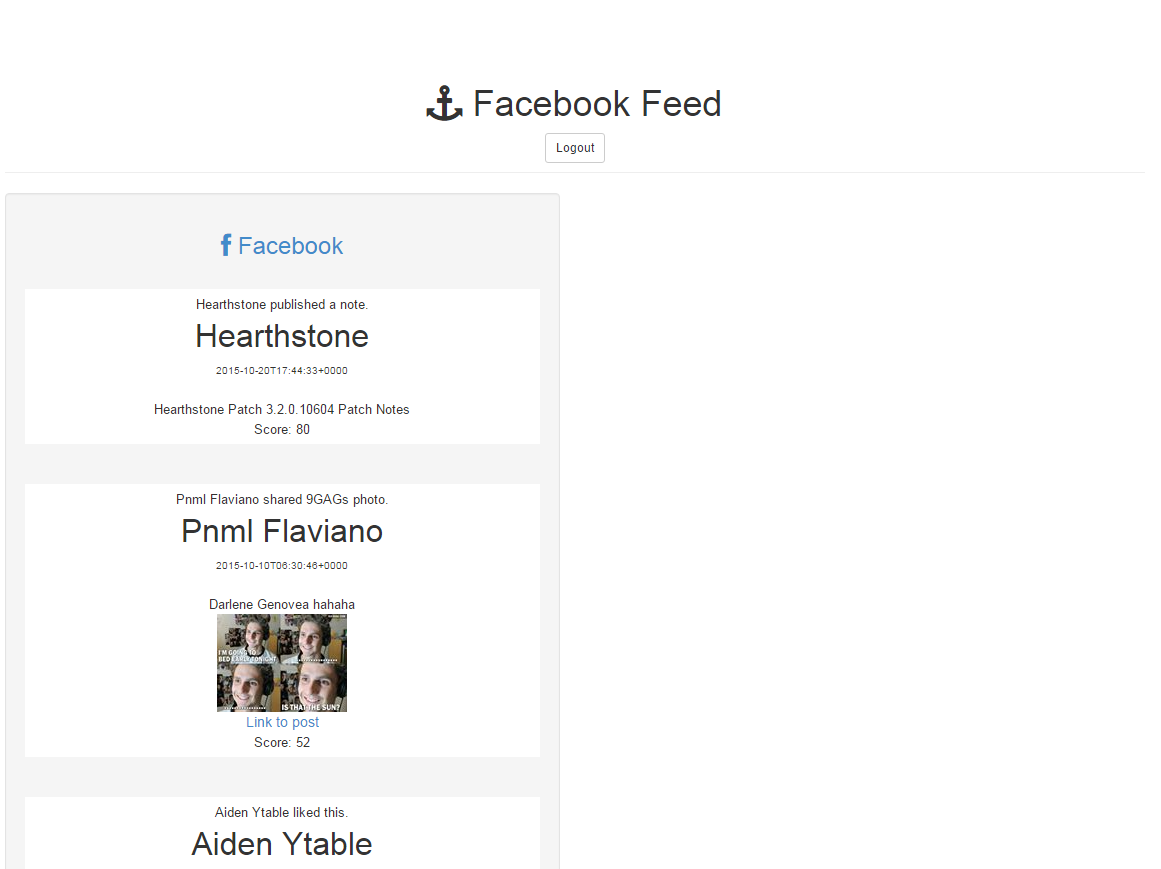 Facebook Feed
Logout
Facebook
Hearthstone published a note.
Hearthstone
2015-10-20T17:44:33+0000
Hearthstone Patch 3.2.0.10604 Patch Notes
Score: 80
Pnml Flaviano shared 9GAGs photo.
Pnml Flaviano
2015-10-10T06:30:46+0000
Darlene Genovea hahaha
I'M GOING TO
BED EARLY TONIGHT
IS THAT THE SUN?
Link to post
Score: 52
Aiden Ytable liked this.
Aiden Ytable